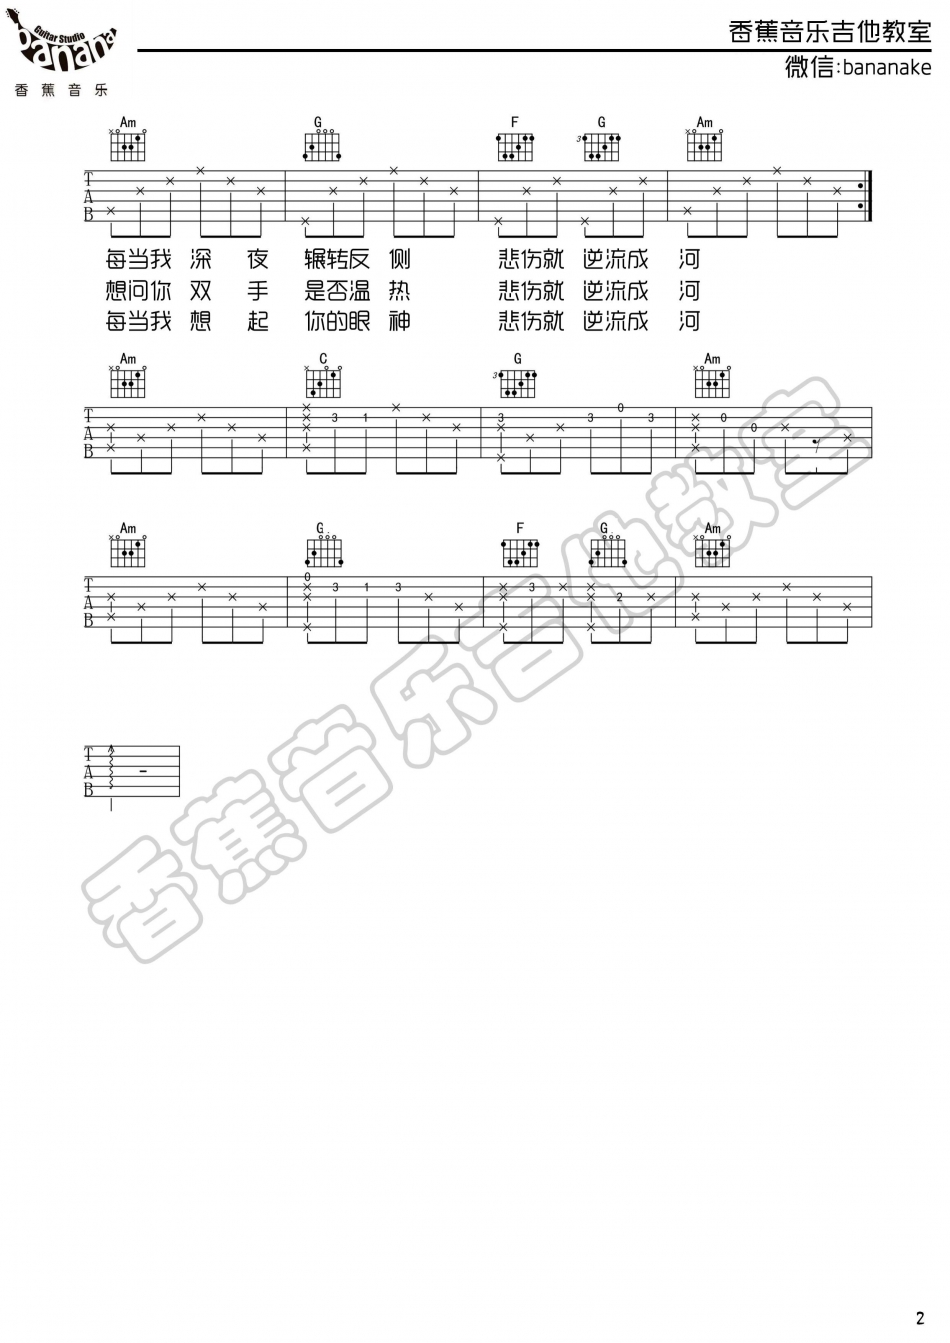 Guitar Studio
banana
香蕉音乐
香蕉音乐吉他教室
微信:bananake
Am G F G Am
3
T
A
B
每当我 深 夜 辗转反 侧 悲伤就 逆流成 河
想问你 双 手 是否温 热 悲伤就 逆流成 河
每当我 想 起 你的眼 神 悲伤就 逆流成 河
Am C G Am
3
T
A
B
3 1 3 3 0 3 0 0
Am G. F G. Am
T
A
B
0 3 1 3 3 2
T
A
B
香蕉音乐吉他教室
2